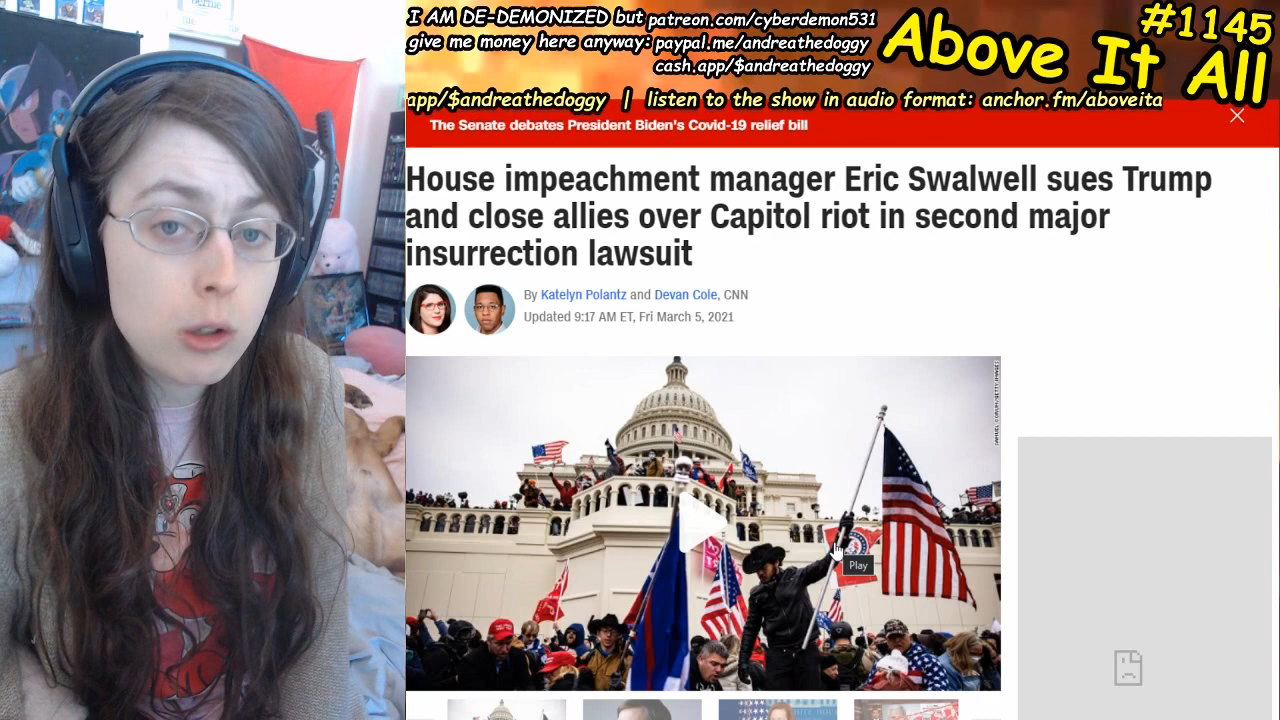 I AM DE-DEMONIZED but patreon.com/cyberdemon531
give me money here anyway: paypal.me/andreathedoggy
cash.app/$andreathedoggy
#1145
Above It All
app/$andreathedoggy | listen to the show in audio format: anchor.fm/aboveita
The Senate debates President Biden's Covid-19 relief bill
House impeachment manager Eric Swalwell sues Trump
and close allies over Capitol riot in second major
insurrection lawsuit
By Katelyn Polantz and Devan Cole, CNN
Updated 9:17 AM ET, Fri March 5, 2021
SAMUEL CORUM/GETTY IMAGES
Play